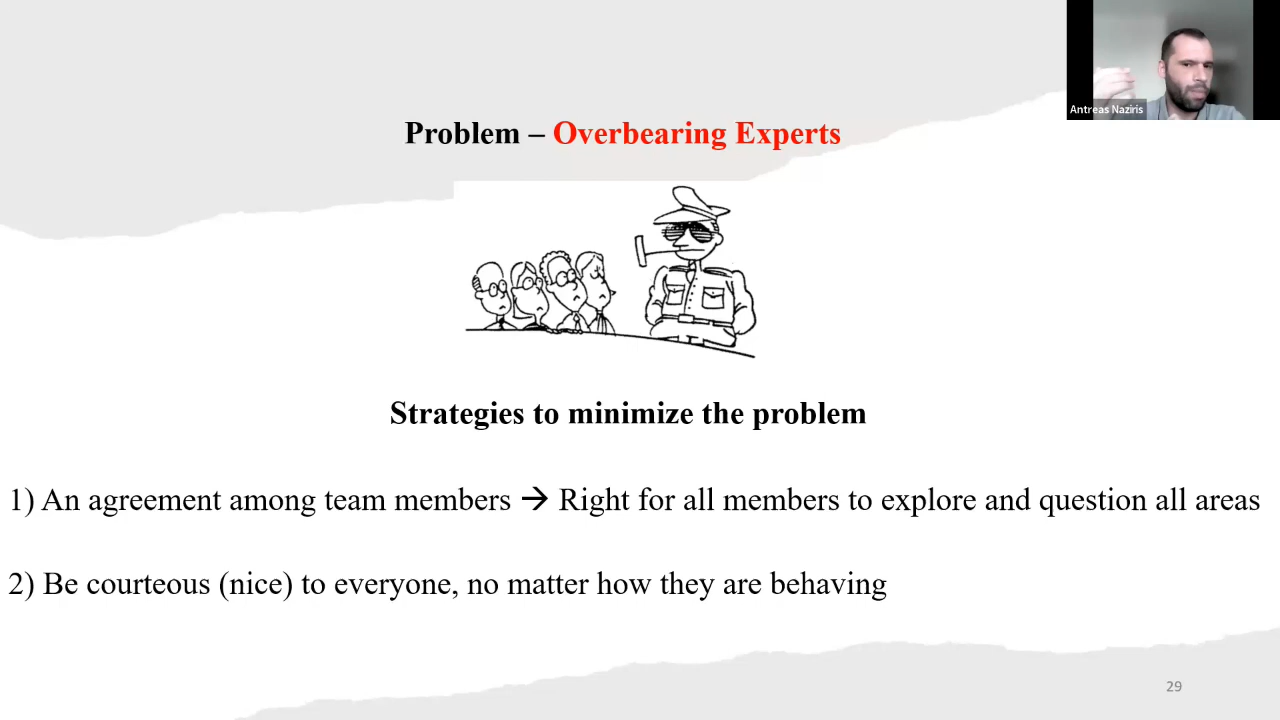 Antreas Naziris
Problem – Overbearing Experts
Strategies to minimize the problem
1) An agreement among team members → Right for all members to explore and question all areas
2) Be courteous (nice) to everyone, no matter how they are behaving
29